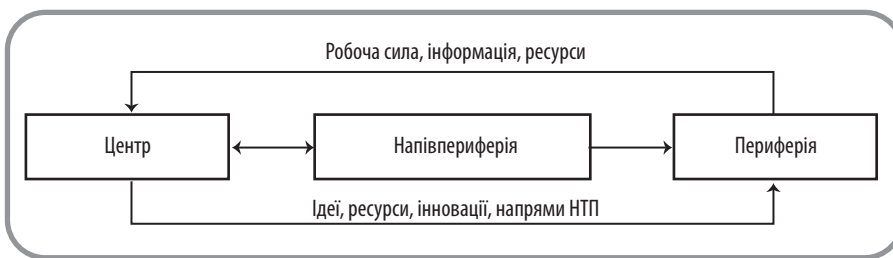 Робоча сила, інформація, ресурси
Центр
Напівпериферія
Периферія
Ідеї, ресурси, інновації, напрями НТП